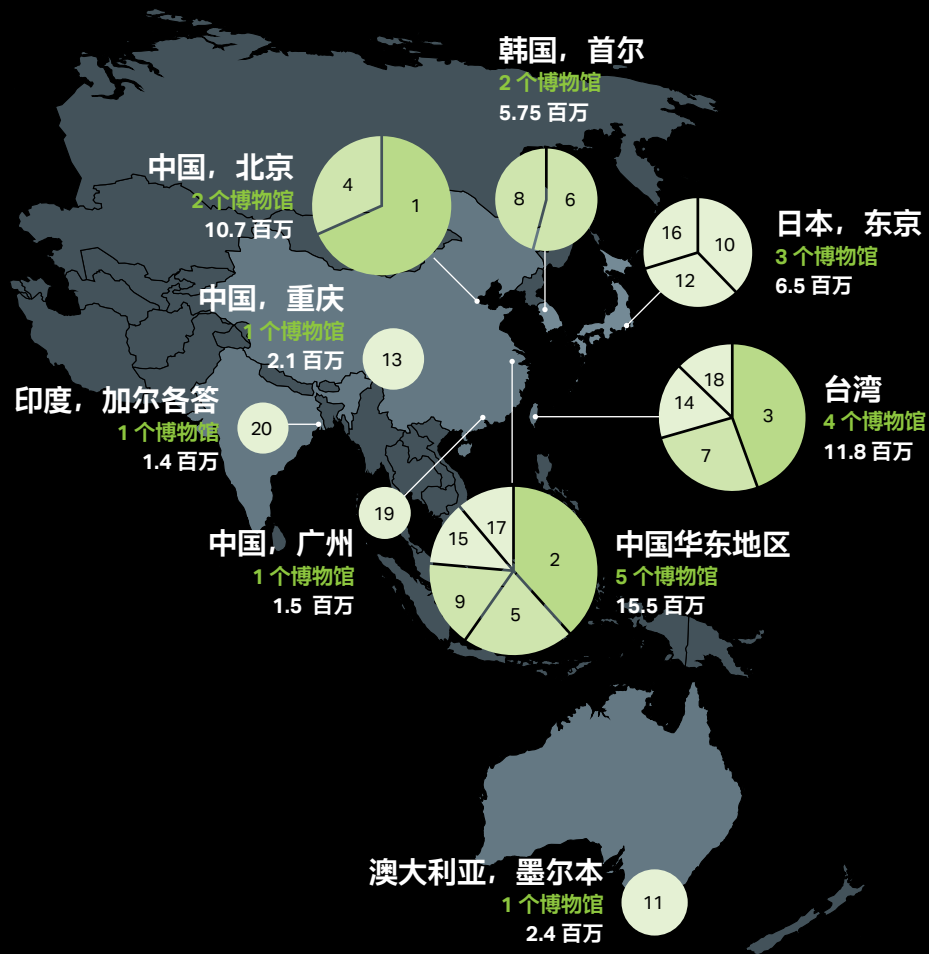 韩国，首尔
2 个博物馆
5.75 百万
8
6
中国，北京
2 个博物馆
10.7 百万
4
1
日本，东京
3 个博物馆
6.5 百万
16
10
12
中国，重庆
1 个博物馆
2.1 百万
13
印度，加尔各答
1 个博物馆
1.4 百万
20
台湾
4 个博物馆
11.8 百万
18
3
14
7
中国，广州
1 个博物馆
1.5 百万
19
中国华东地区
5 个博物馆
15.5 百万
17
15
2
9
5
澳大利亚，墨尔本
1 个博物馆
2.4 百万
11